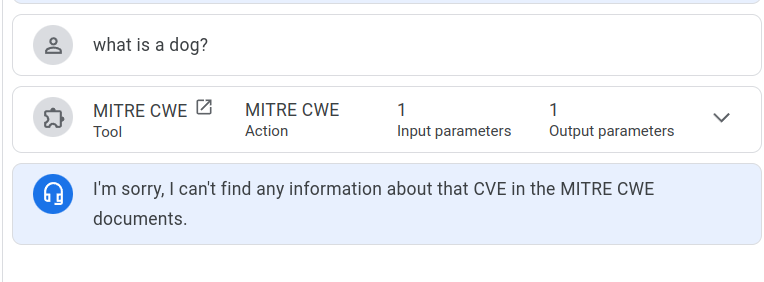 what is a dog?
MITRE CWE MITRE CWE 1 1
Tool Action Input parameters Output parameters
I'm sorry, I can't find any information about that CVE in the MITRE CWE
documents.